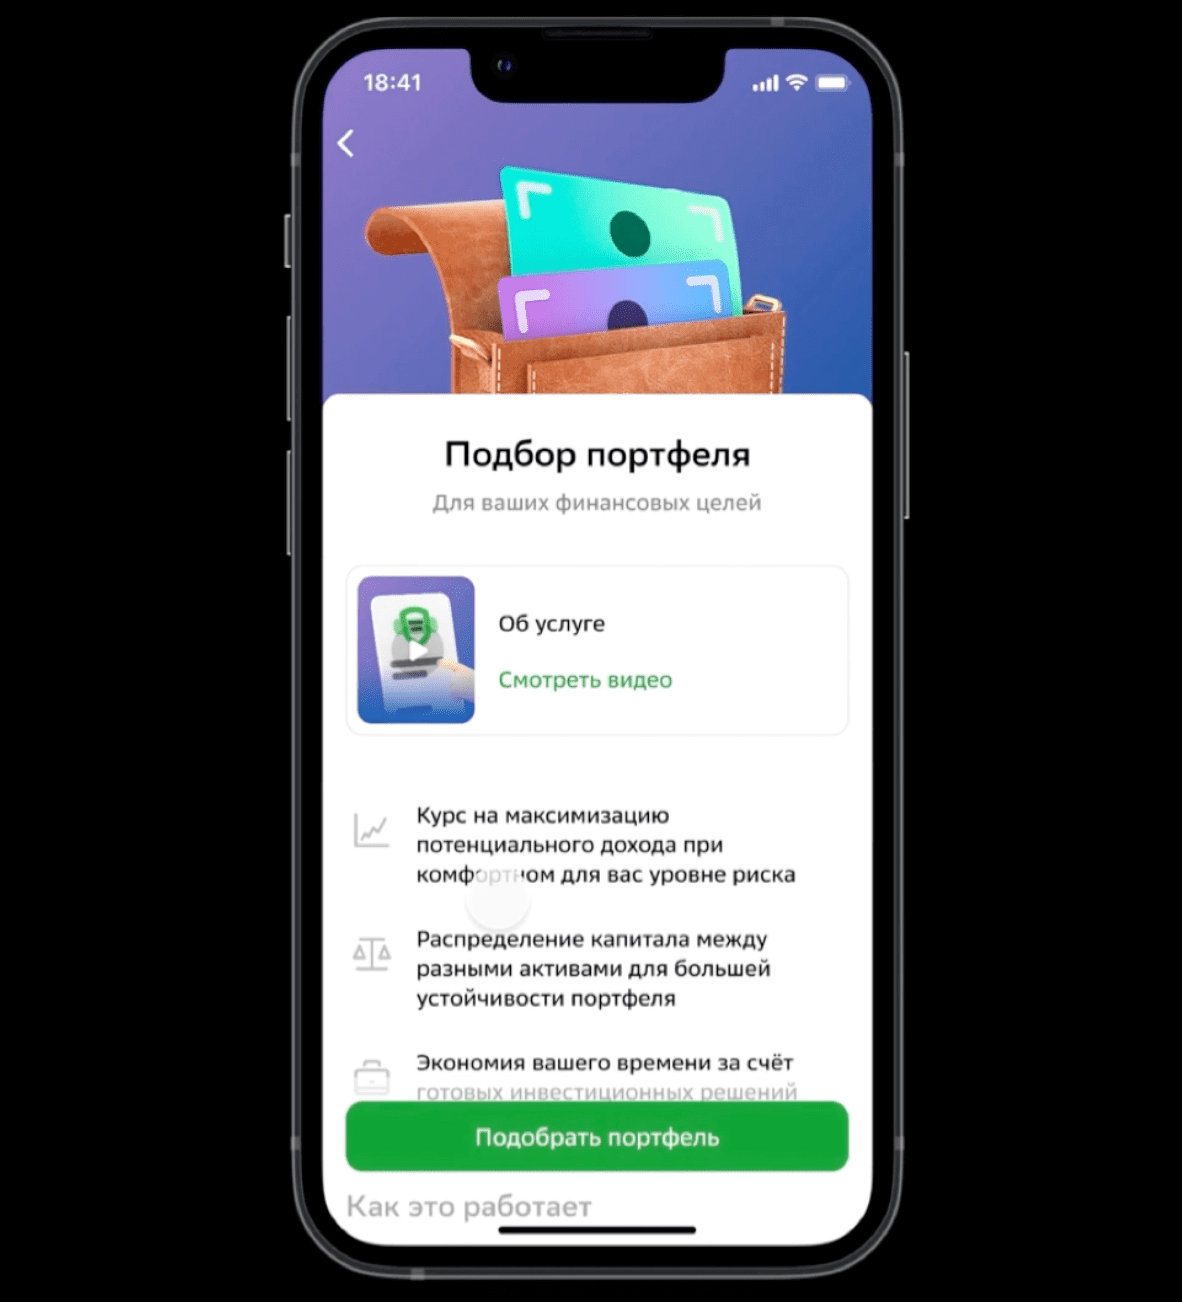 18:41
Подбор портфеля
Для ваших финансовых целей
Об услуге
Смотреть видео
Курс на максимизацию
потенциального дохода при
комфортном для вас уровне риска
Распределение капитала между
разными активами для большей
устойчивости портфеля
Экономия вашего времени за счёт
готовых инвестиционных решений
Подобрать портфель
Как это работает